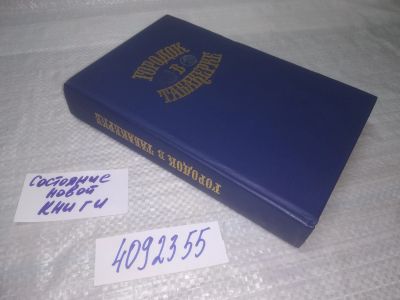 ГОРОДОК
В
ТАБАКЕРКЕ
ГОРОДОК В ТАБАКЕРКЕ
Состояние
новой
книги
4092355